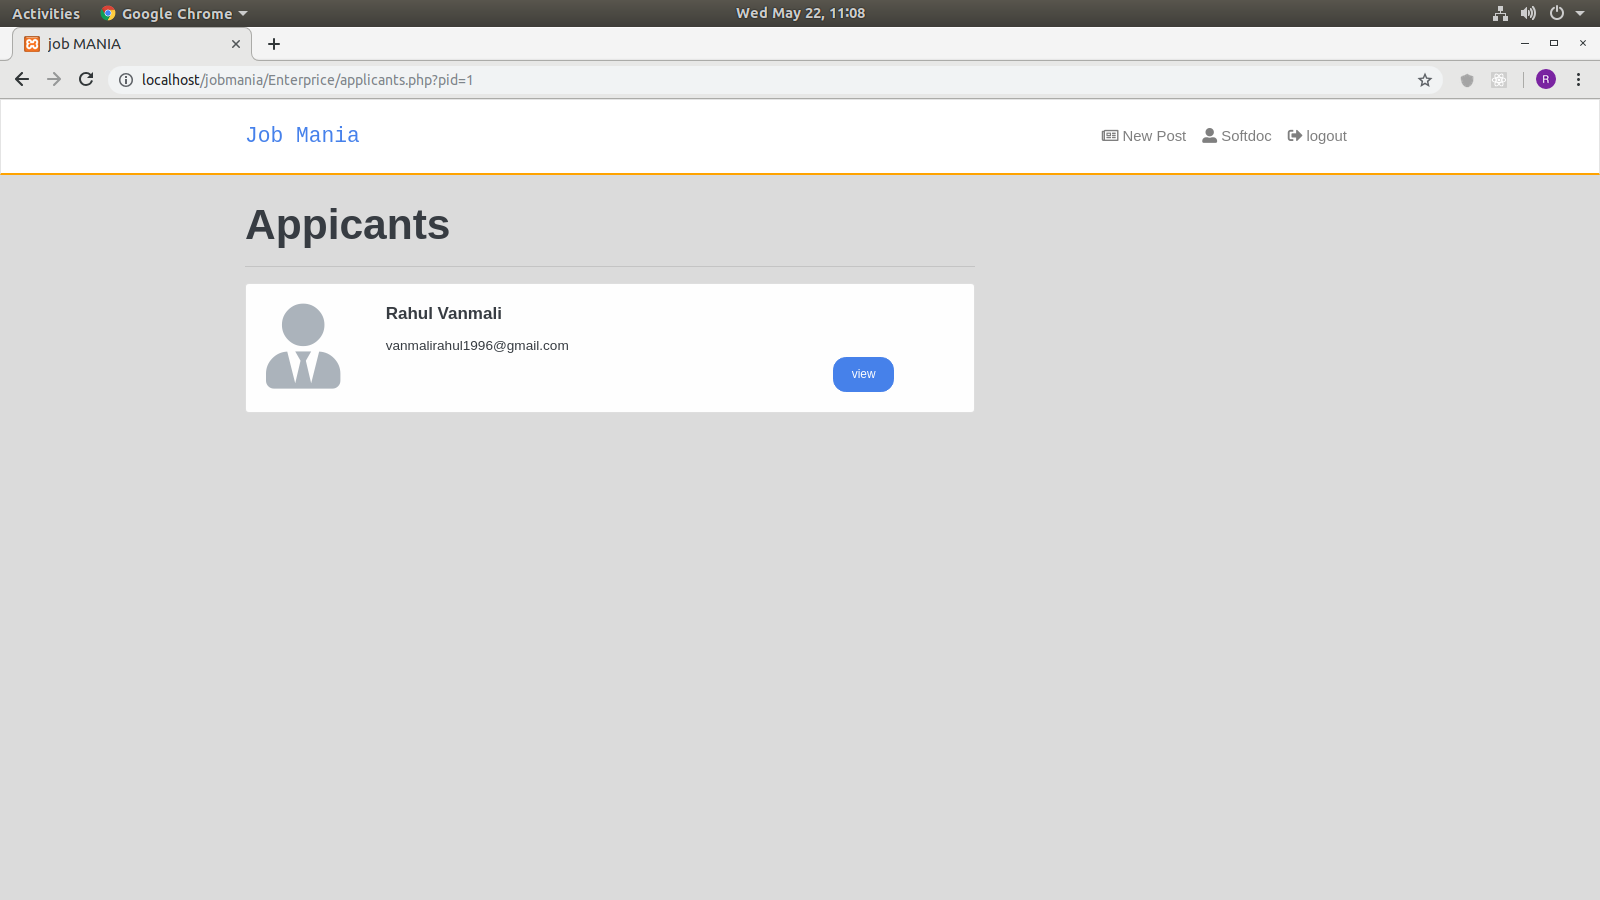 Activities Google Chrome Wed May 22, 11:08
job MANIA
localhost/jobmania/Enterprice/applicants.php?pid=1 R
Job Mania New Post Softdoc logout
Appicants
Rahul Vanmali
vanmalirahul1996@gmail.com
view